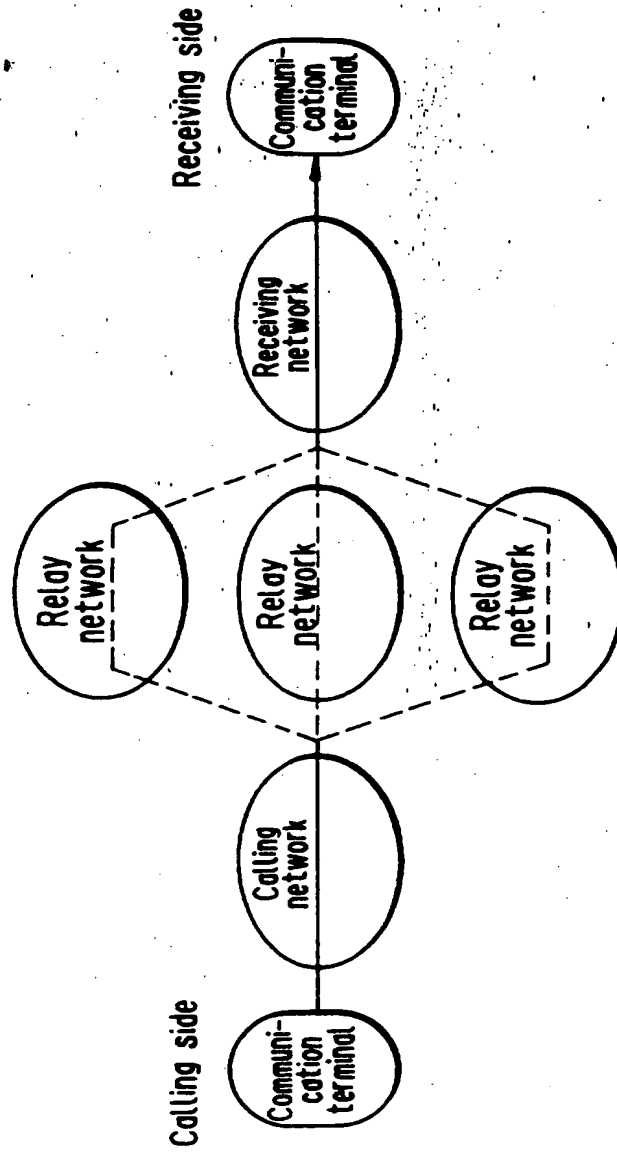 Calling side
Communi-
cation
terminal
Calling
network
Relay
network
Relay
network
Relay
network
Receiving
network
Receiving side
Communi-
cation
terminal